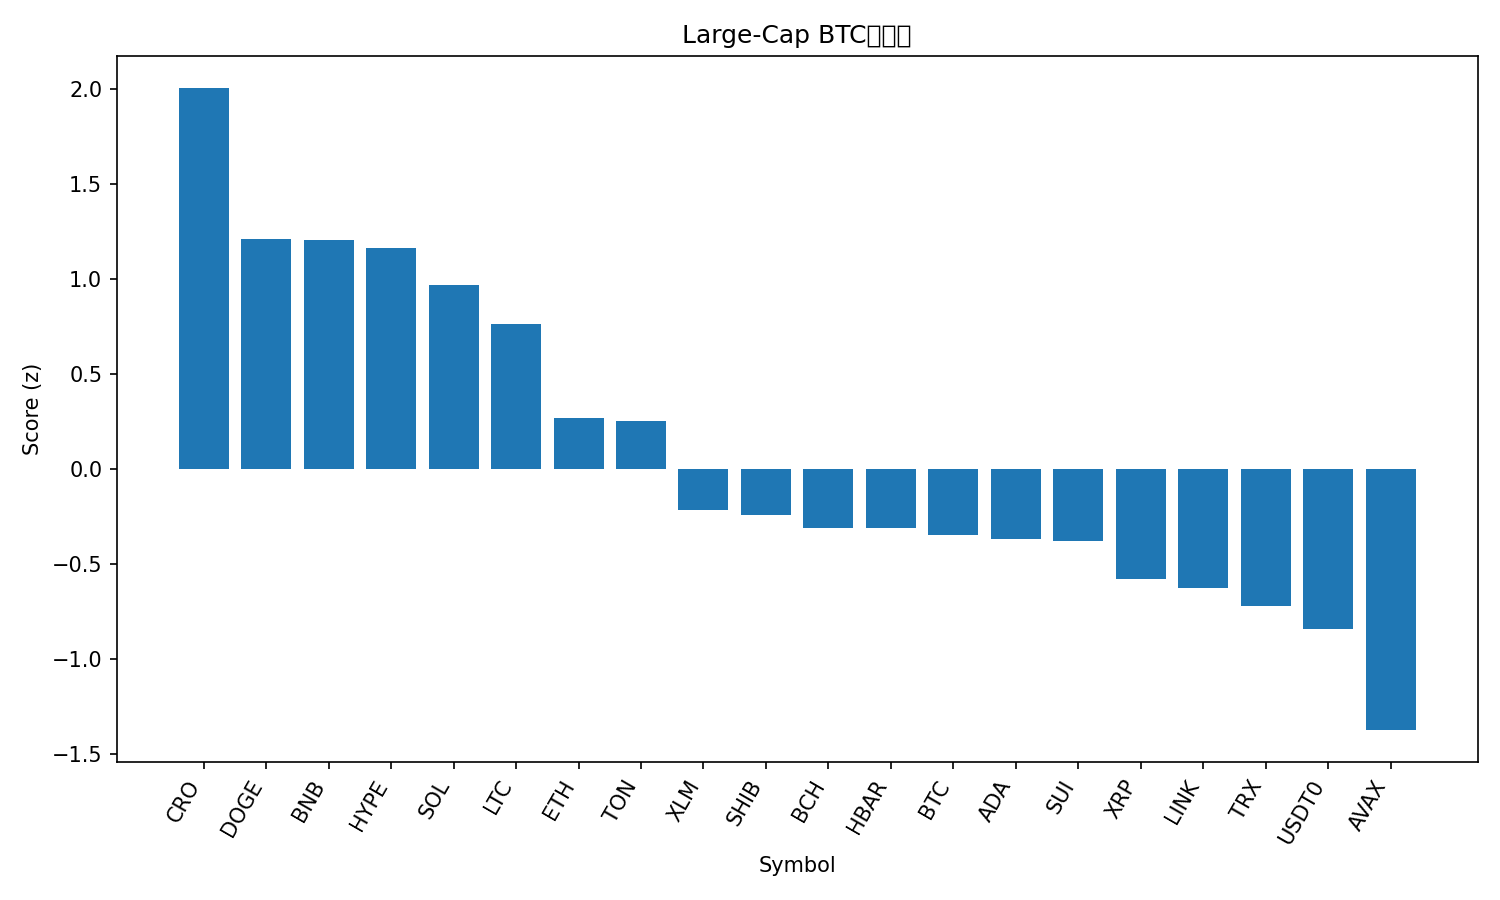 Large-Cap BTC
Score (z)
2.0
1.5
1.0
0.5
0.0
−0.5
−1.0
−1.5
CRO
DOGE
BNB
HYPE
SOL
LTC
ETH
TON
XLM
SHIB
BCH
HBAR
BTC
ADA
SUI
XRP
LINK
TRX
USDT0
AVAX
Symbol